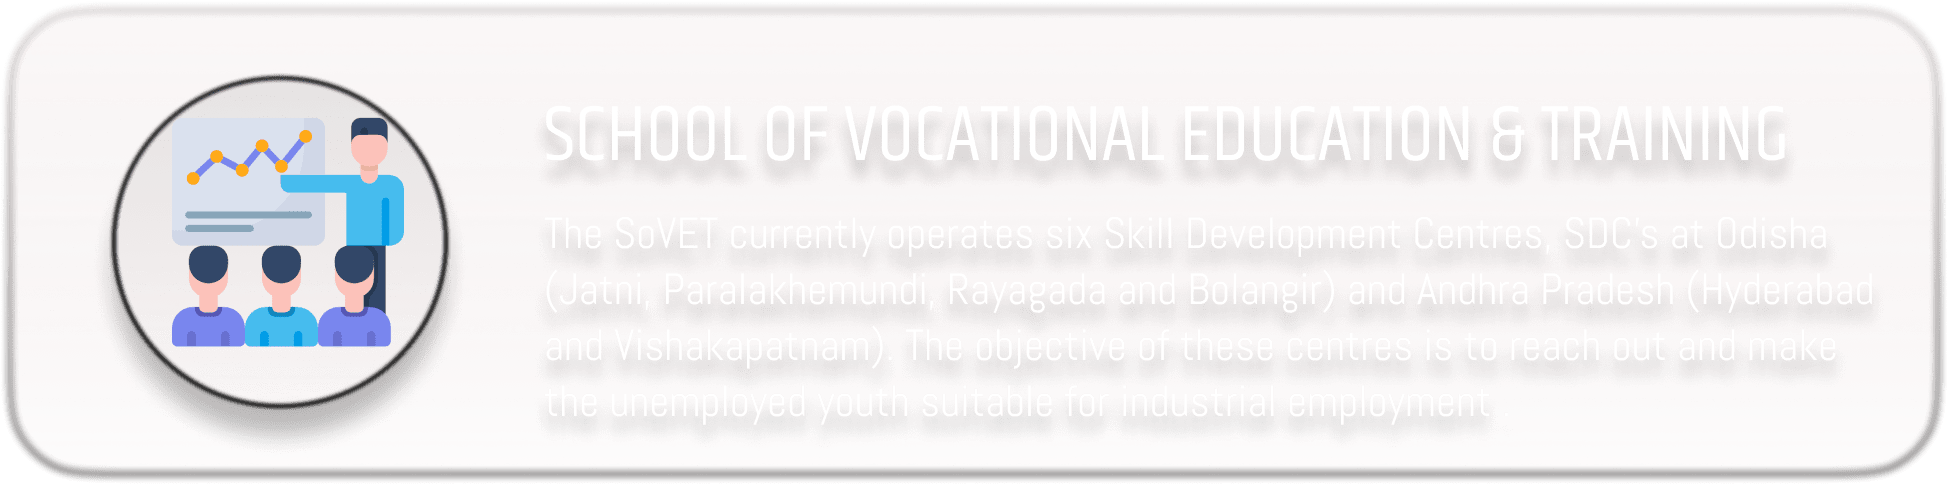 SCHOOL OF VOCATIONAL EDUCATION & TRAINING
The SoVET currently operates six Skill Development Centres, SDC's at Odisha
(Jatni, Paralakhemundi, Rayagada and Bolangir) and Andhra Pradesh (Hyderabad
and Vishakapatnam). The objective of these centres is to reach out and make
the unemployed youth suitable for industrial employment .